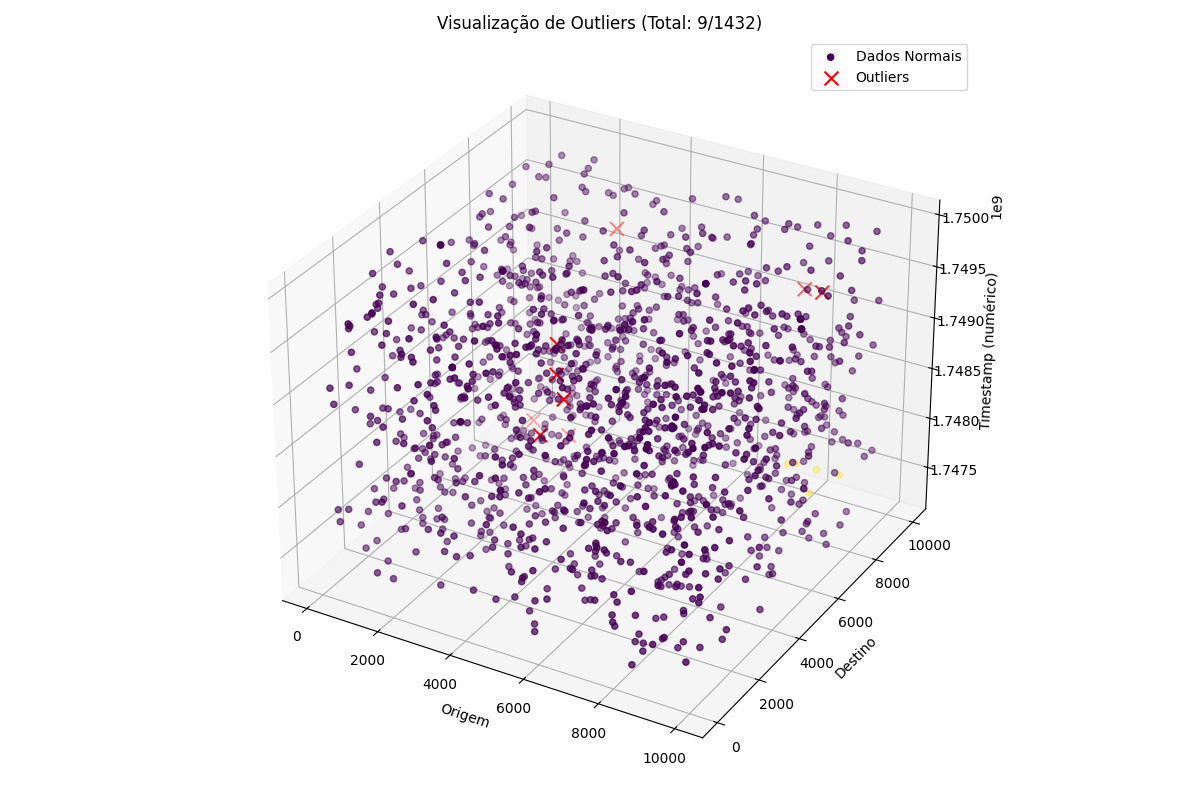 Visualização de Outliers (Total: 9/1432)
Dados Normais
Outliers
1e9
1.7500
1.7495
1.7490
1.7485
1.7480
1.7475
Timestamp (numérico)
10000
8000
6000
4000
2000
0
Destino
0
2000
4000
6000
8000
10000
Origem